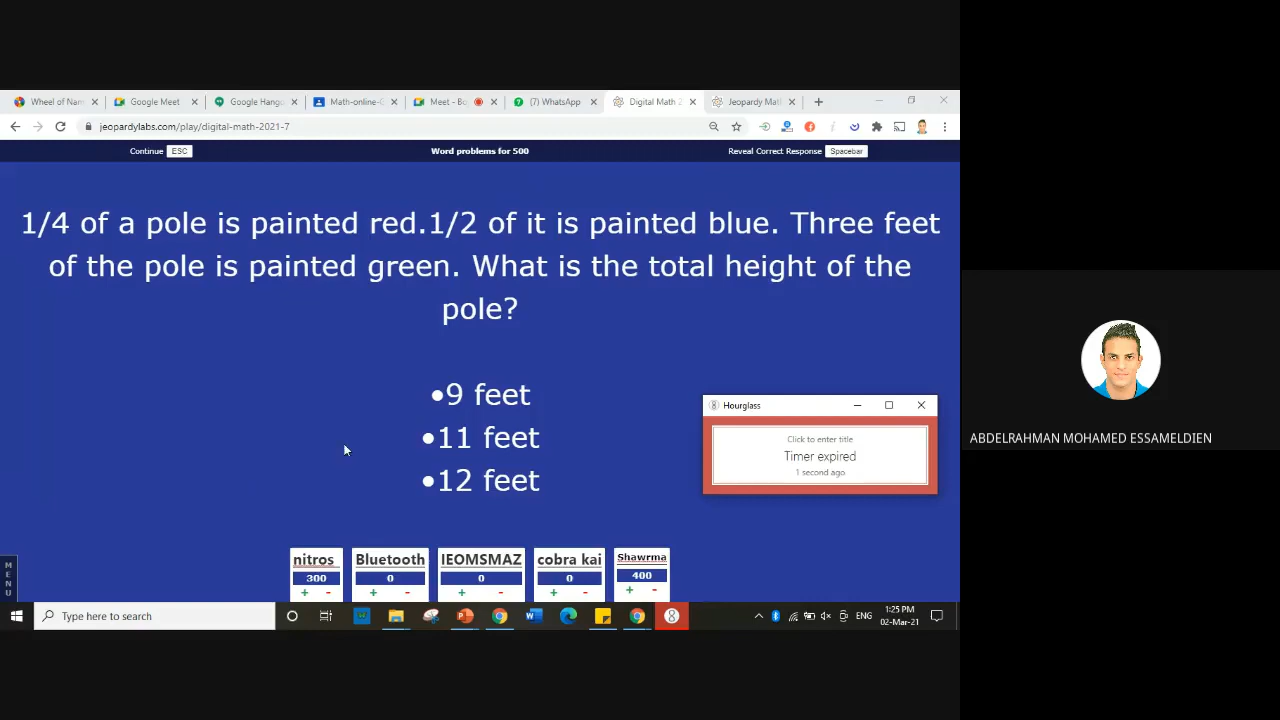 Wheel of Nam
Google Meet
Google Hango
Math-online-G
Meet - Bo
(7) WhatsApp
Digital Math 2
Jeopardy Mat
jeopardylabs.com/play/digital-math-2021-7
Continue ESC
Word problems for 500
Reveal Correct Response Spacebar
1/4 of a pole is painted red.1/2 of it is painted blue. Three feet
of the pole is painted green. What is the total height of the
pole?
•9 feet
•11 feet
•12 feet
Hourglass
Click to enter title
Timer expired
1 second ago
ABDELRAHMAN MOHAMED ESSAMELDIEN
MENU
nitros Bluetooth IEOMSMAZ cobra kai Shawrma
300 0 0 0 400
+ - + - + - + - + -
Type here to search
ENG
1:25 PM
02-Mar-21